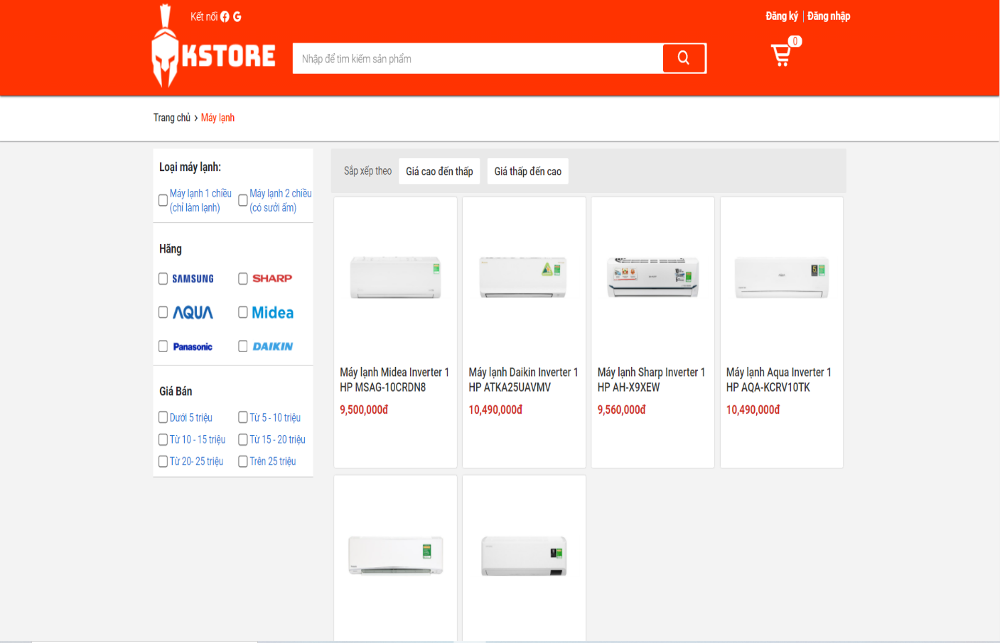 Kết nối
Đăng ký | Đăng nhập
KSTORE
Nhập để tìm kiếm sản phẩm
0
Trang chủ › Máy lạnh
Loại máy lạnh:
Máy lạnh 1 chiều
(chỉ làm lạnh)
Máy lạnh 2 chiều
(có sưởi ấm)
Hãng
SAMSUNG
SHARP
AQUA
Midea
Panasonic
DAIKIN
Giá Bán
Dưới 5 triệu
Từ 5 - 10 triệu
Từ 10 - 15 triệu
Từ 15 - 20 triệu
Từ 20- 25 triệu
Trên 25 triệu
Sắp xếp theo
Giá cao đến thấp
Giá thấp đến cao
Máy lạnh Midea Inverter 1
HP MSAG-10CRDN8
9,500,000đ
Máy lạnh Daikin Inverter 1
HP ATKA25UAVMV
10,490,000đ
Máy lạnh Sharp Inverter 1
HP AH-X9XEW
9,560,000đ
Máy lạnh Aqua Inverter 1
HP AQA-KCRV10TK
10,490,000đ